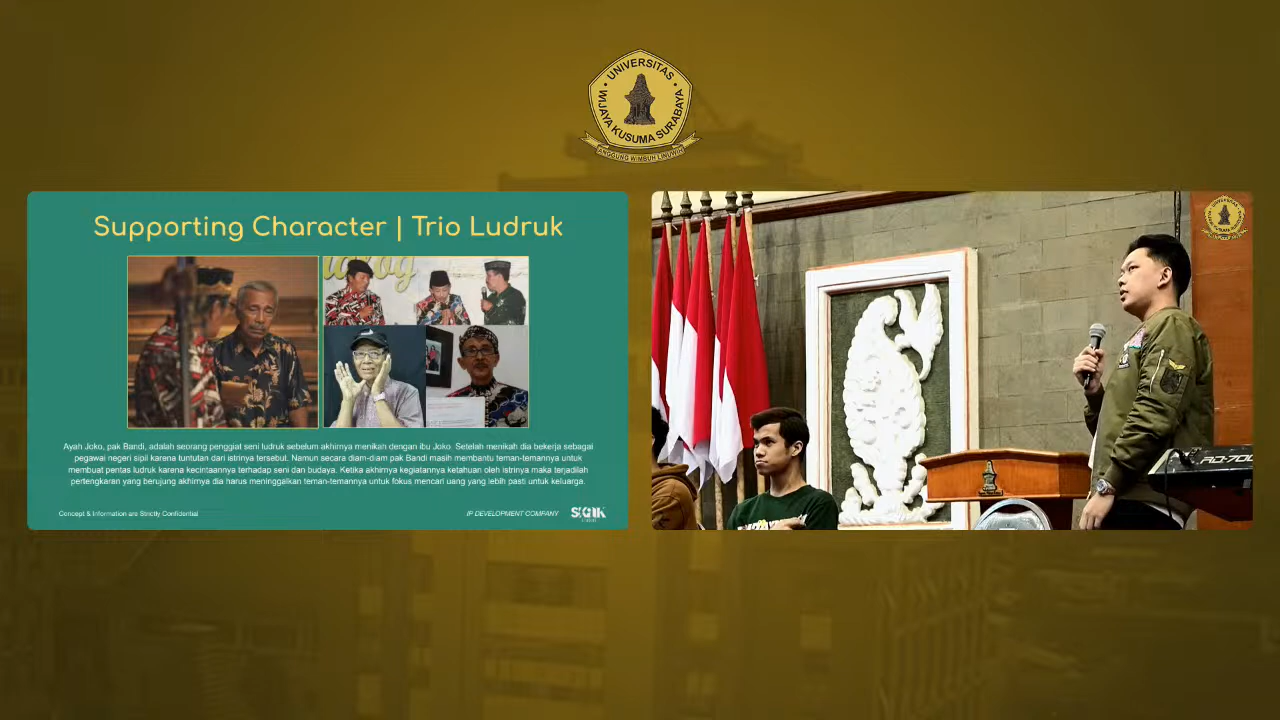 UNIVERSITAS
WIJAYA KUSUMA SURABAYA
ANGGUNG WIMBUH LINUWIH
Supporting Character | Trio Ludruk
Ayah Joko, pak Bandi, adalah seorang penggiat seni ludruk sebelum akhirnya menikah dengan ibu Joko. Setelah menikah dia bekerja sebagai
pegawai negeri sipil karena tuntutan dari istrinya tersebut. Namun secara diam-diam pak Bandi masih membantu teman-temannya untuk
membuat pentas ludruk karena kecintaannya terhadap seni dan budaya. Ketika akhirnya kegiatannya ketahuan oleh istrinya maka terjadilah
pertengkaran yang berujung akhirnya dia harus meninggalkan teman-temannya untuk fokus mencari uang yang lebih pasti untuk keluarga.
Concept & Information are Strictly Confidential
IP DEVELOPMENT COMPANY
UNIVERSITAS
RD-700